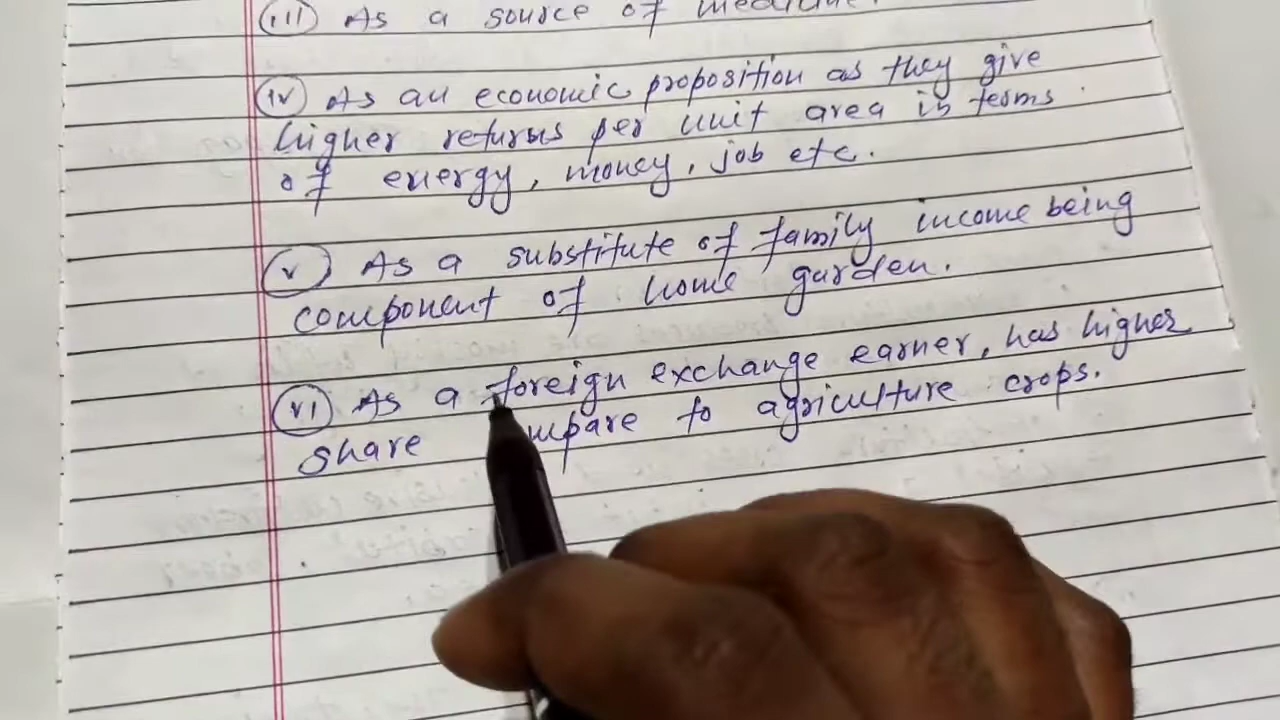 (iii) As a source of medicine.
(iv) As an economic proposition as they give
higher returns per unit area in terms
of energy, money, job etc.
(v) As a substitute of family income being
component of home garden.
(vi) As a foreign exchange earner, has higher
share compare to agriculture crops.